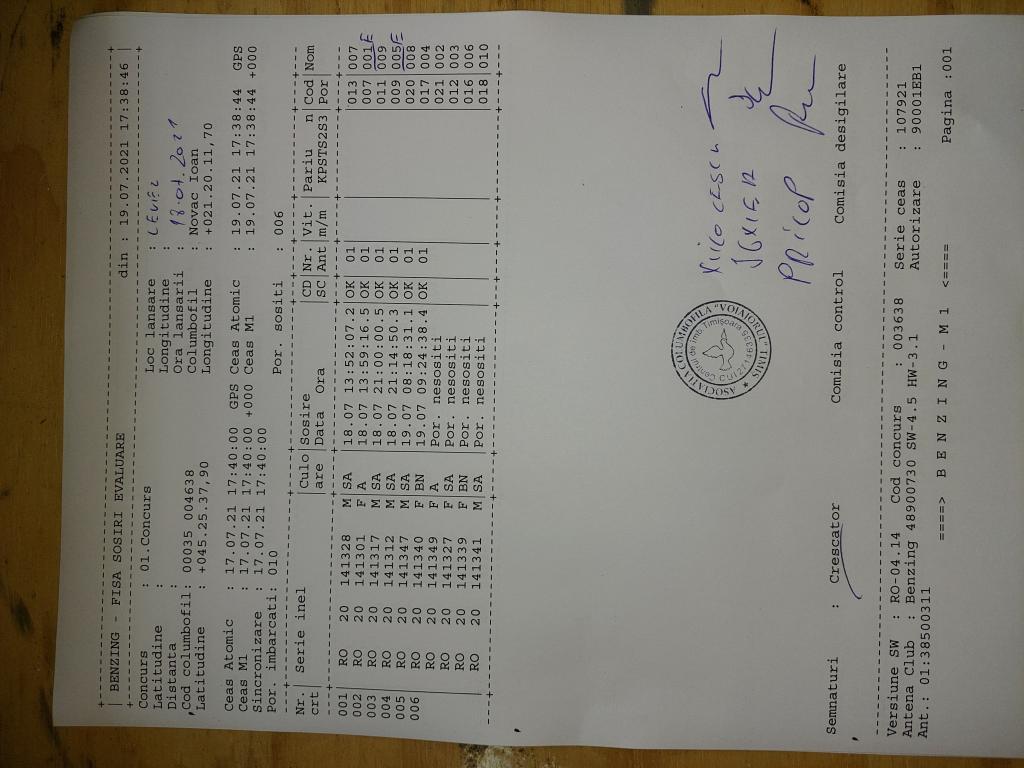 +-----------------------------------------------------------------------------+
| BENZING - FISA SOSIRI EVALUARE          din : 19.07.2021 17:38:46 |
+-----------------------------------------------------------------------------+
Concurs : 01.Concurs Loc lansare :
Latitudine : Longitudine :
Distanta : Ora lansarii : 18.07.2021
Cod columbofil: 00035 004638 Columbofil : Novac Ioan
Latitudine : +045.25.37,90 Longitudine : +021.20.11,70
Ceas Atomic : 17.07.21 17:40:00 GPS Ceas Atomic : 19.07.21 17:38:44 GPS
Ceas M1 : 17.07.21 17:40:00 +000 Ceas M1 : 19.07.21 17:38:44 +000
Sincronizare : 17.07.21 17:40:00
Por. imbarcati: 010 Por. sositi : 006
Nr. | Serie inel | Culo | Sosire | CD | Nr. | Vit. | Pariu n | Cod | Nom
crt | | are | Data Ora | SC | Ant | m/m | KPSTSS2S3 | Por |
001 | RO 20 141328 M | SA | 18.07 13:52:07.2 | OK | 01 | | | 013 | 007
002 | RO 20 141301 F | A | 18.07 13:59:16.5 | OK | 01 | | | 007 | 001E
003 | RO 20 141317 M | SA | 18.07 21:00:00.5 | OK | 01 | | | 011 | 009
004 | RO 20 141312 M | SA | 18.07 21:14:50.3 | OK | 01 | | | 009 | 005E
005 | RO 20 141347 M | SA | 19.07 08:18:31.1 | OK | 01 | | | 020 | 008
006 | RO 20 141340 F | BN | 19.07 09:24:38.4 | OK | 01 | | | 017 | 004
RO 20 141349 F | A | Por. nesositi | 021 | 002
RO 20 141327 F | SA | Por. nesositi | 012 | 003
RO 20 141339 F | BN | Por. nesositi | 016 | 006
RO 20 141341 M | SA | Por. nesositi | 018 | 010
PRICOP
ASOCIATIA COLUMBOFILA "VOIAJORUL" TIMIS
Semnaturi : Crescator Comisia control Comisia desigilare
Versiune SW : RO-04.14 Cod concurs : 003638 Serie ceas : 107921
Antena Club : Benzing 48900730 SW-4.5 HW-3.1 Autorizare : 90001EB1
Ant.: 01:38500311
====> B E N Z I N G - M 1 <==== Pagina :001